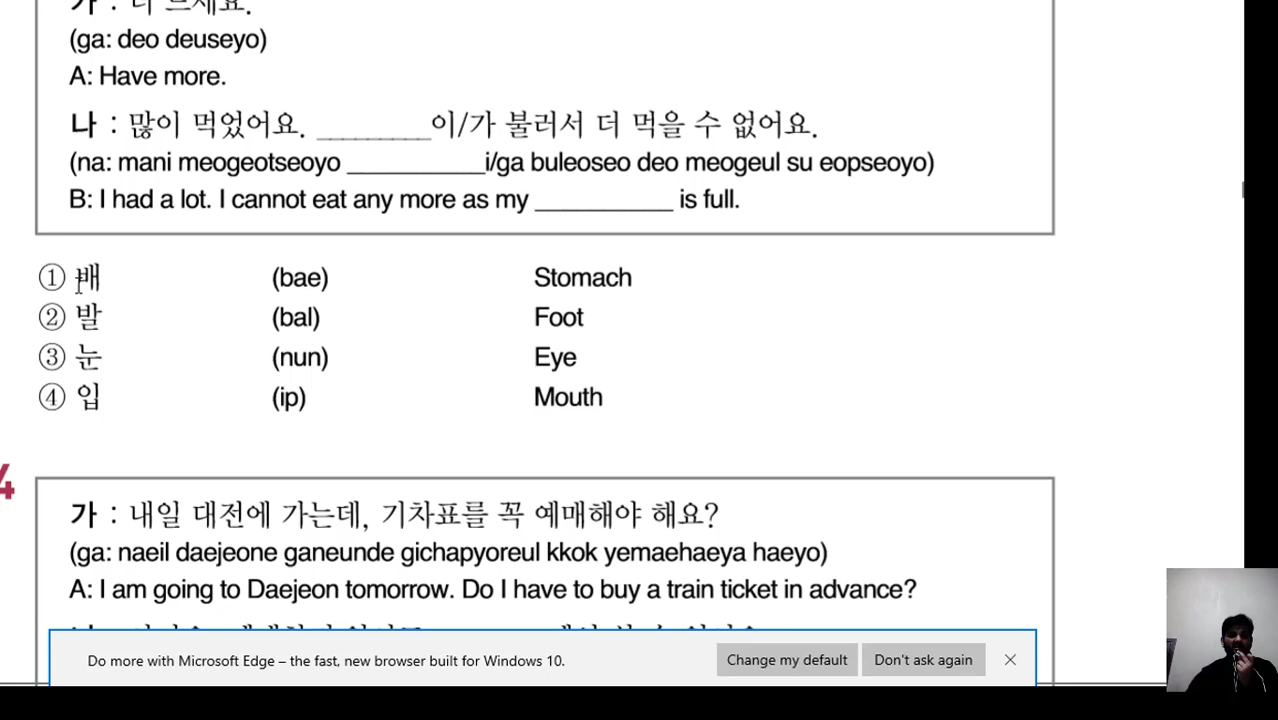 가 : 더 드세요.
(ga: deo deuseyo)
A: Have more.
나 : 많이 먹었어요. ________이/가 불러서 더 먹을 수 없어요.
(na: mani meogeotseoyo __________i/ga buleoseo deo meogeul su eopseoyo)
B: I had a lot. I cannot eat any more as my __________ is full.
① 배 (bae) Stomach
② 발 (bal) Foot
③ 눈 (nun) Eye
④ 입 (ip) Mouth
4
가 : 내일 대전에 가는데, 기차표를 꼭 예매해야 해요?
(ga: naeil daejeone ganeunde gichapyoreul kkok yemaehaeya haeyo)
A: I am going to Daejeon tomorrow. Do I have to buy a train ticket in advance?
Do more with Microsoft Edge – the fast, new browser built for Windows 10. Change my default Don't ask again